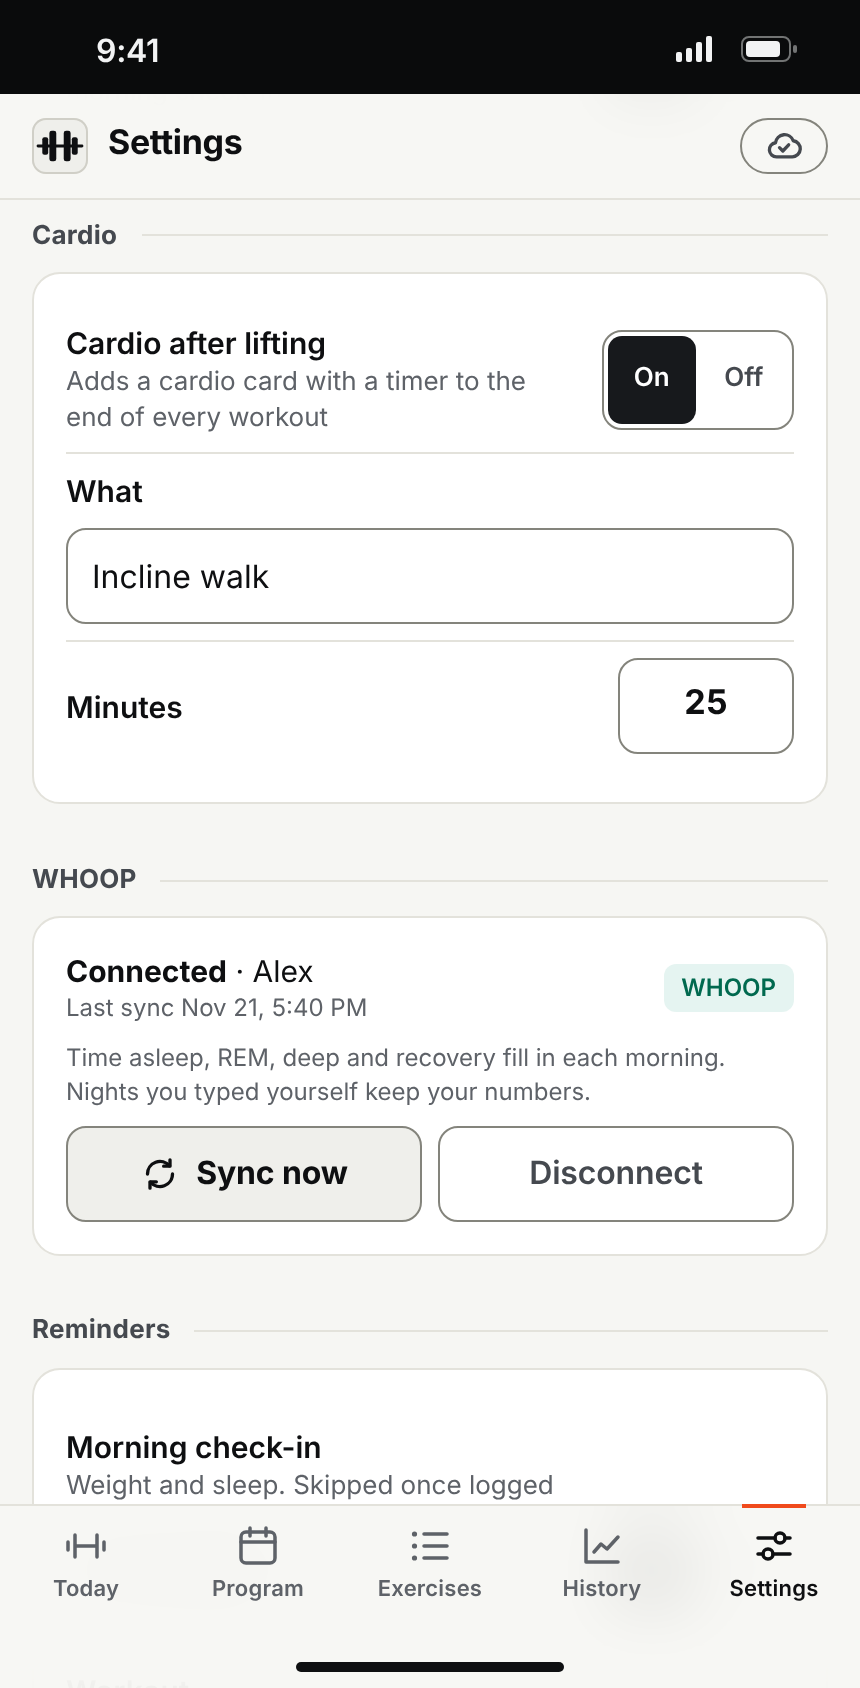 9:41
Settings
Cardio
Cardio after lifting
Adds a cardio card with a timer to the
end of every workout
On
Off
What
Incline walk
Minutes
25
WHOOP
Connected · Alex
Last sync Nov 21, 5:40 PM
WHOOP
Time asleep, REM, deep and recovery fill in each morning.
Nights you typed yourself keep your numbers.
Sync now
Disconnect
Reminders
Morning check-in
Weight and sleep. Skipped once logged
Today
Program
Exercises
History
Settings